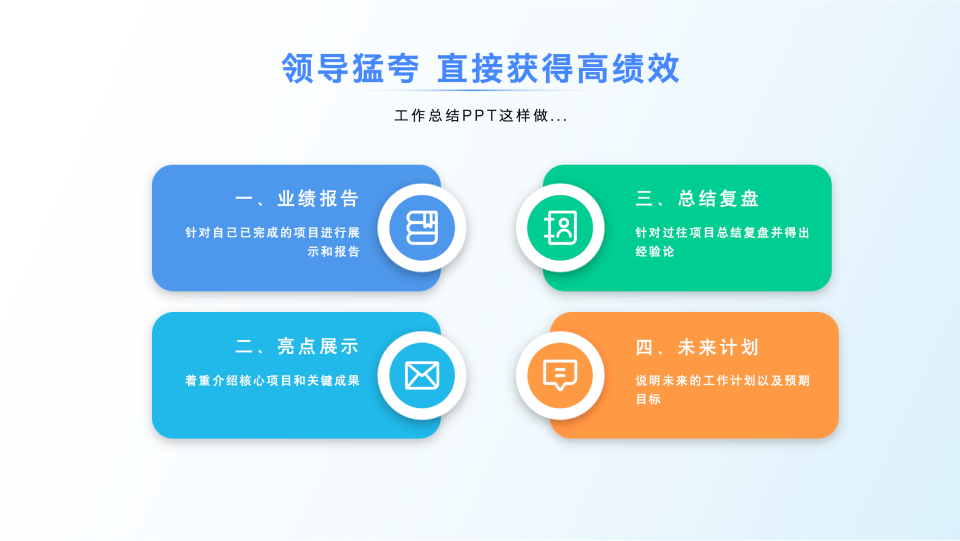 领导猛夸 直接获得高绩效
工作总结PPT这样做...
一、业绩报告
针对自己已完成的项目进行展
示和报告
二、亮点展示
着重介绍核心项目和关键成果
三、总结复盘
针对过往项目总结复盘并得出
经验论
四、未来计划
说明未来的工作计划以及预期
目标